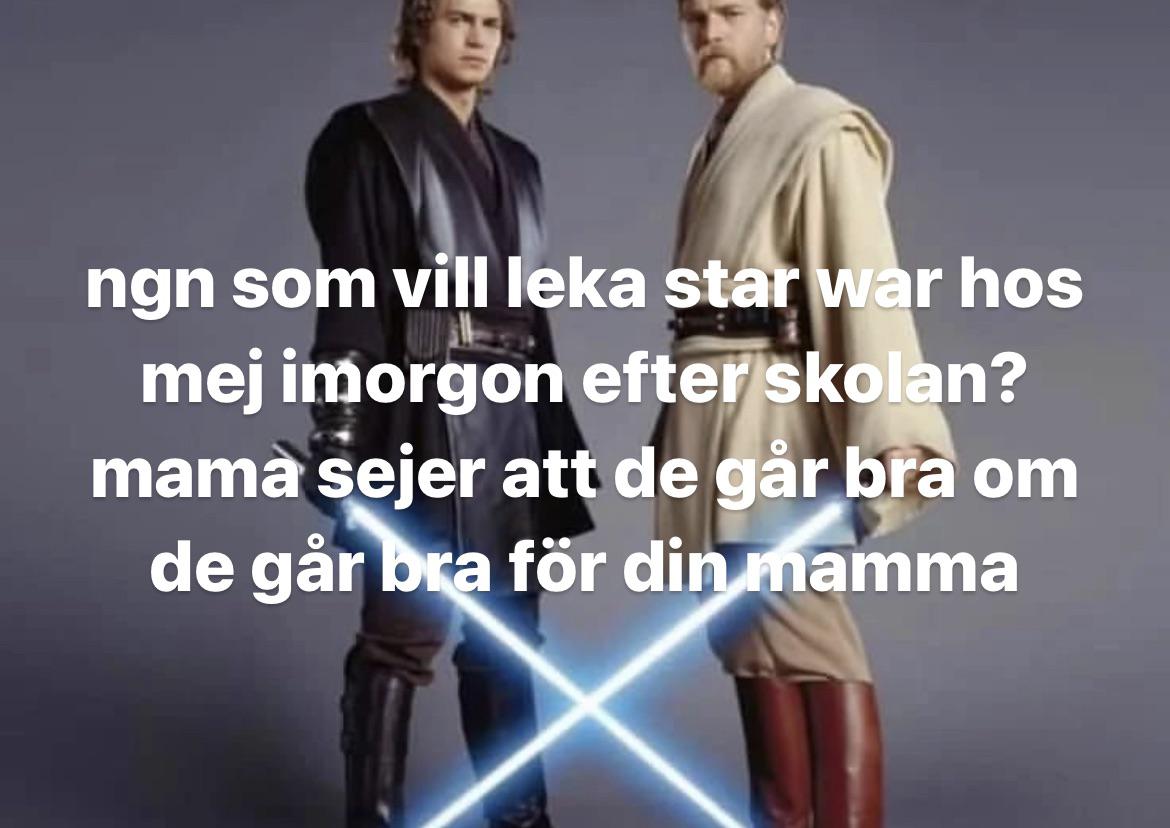 ngn som vill leka star war hos
mej imorgon efter skolan?
mama sejer att de går bra om
de går bra för din mamma